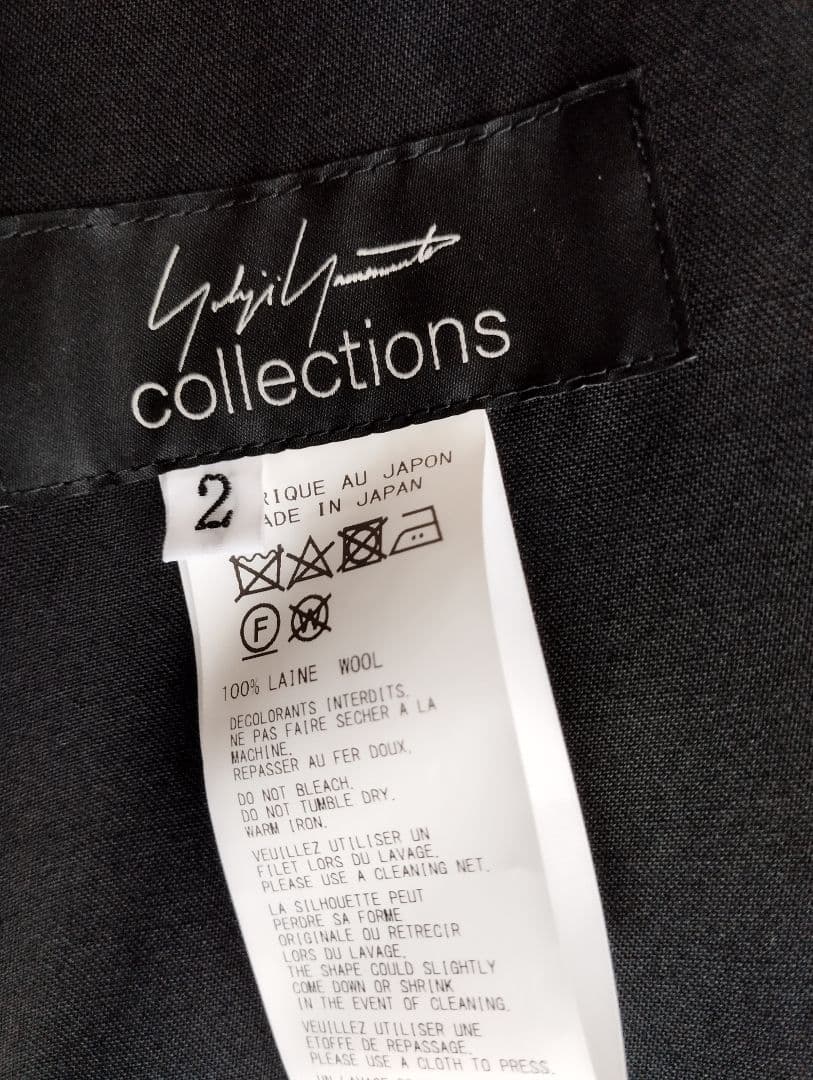 Yohji Yamamoto
collections
2
RIQUE AU JAPON
ADE IN JAPAN
F
W
100% LAINE WOOL
DECOLORANTS INTERDITS.
NE PAS FAIRE SECHER A LA
MACHINE.
REPASSER AU FER DOUX.
DO NOT BLEACH.
DO NOT TUMBLE DRY.
WARM IRON.
VEUILLEZ UTILISER UN
FILET LORS DU LAVAGE.
PLEASE USE A CLEANING NET.
LA SILHOUETTE PEUT
PERDRE SA FORME
ORIGINALE OU RETRECIR
LORS DU LAVAGE.
THE SHAPE COULD SLIGHTLY
COME DOWN OR SHRINK
IN THE EVENT OF CLEANING.
VEUILLEZ UTILISER UNE
ETOFFE DE REPASSAGE.
PLEASE USE A CLOTH TO PRESS.